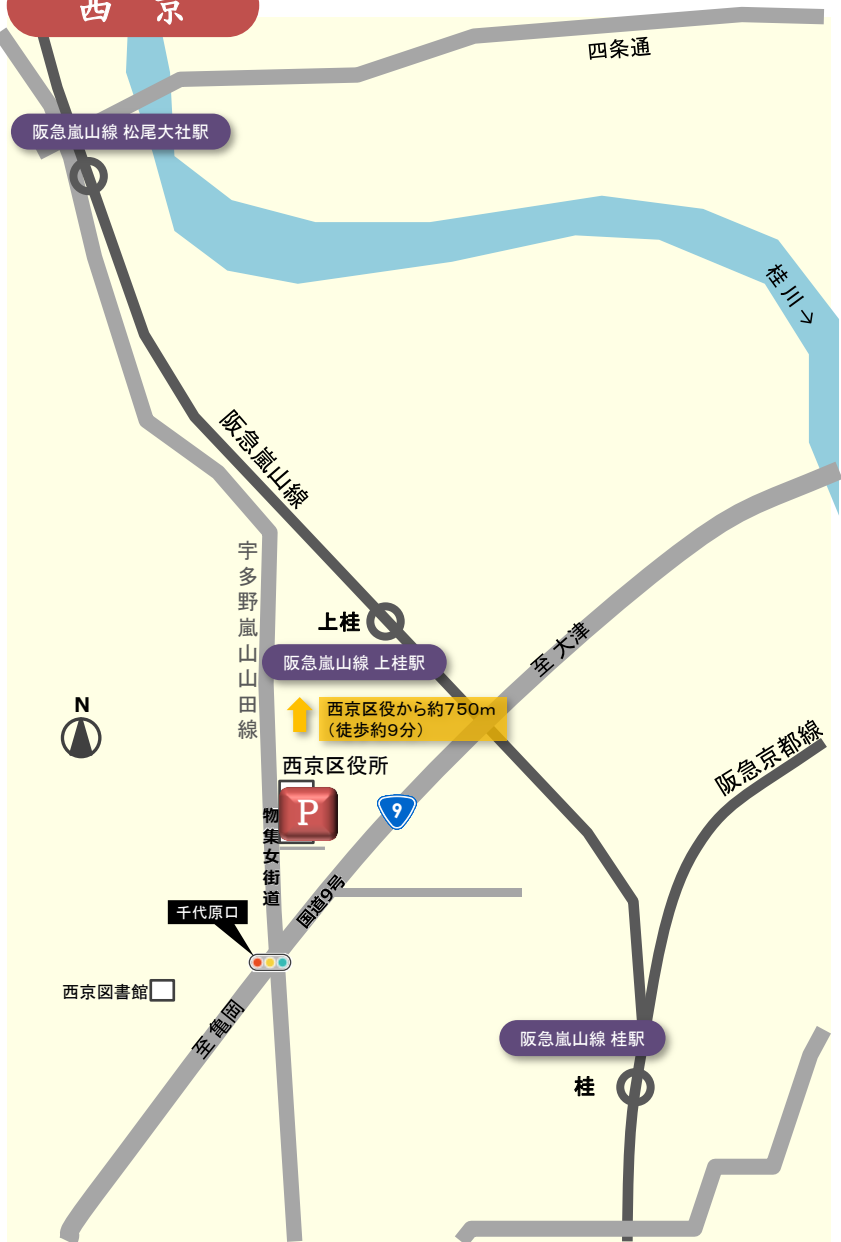 西 京
四条通
阪急嵐山線 松尾大社駅
桂川→
阪急嵐山線
宇多野嵐山山田線
上桂
阪急嵐山線 上桂駅
至 大津
N
西京区役から約750m
（徒歩約9分）
阪急京都線
西京区役所
P
9
物集女街道
国道9号
千代原口
西京図書館
至 亀岡
阪急嵐山線 桂駅
桂